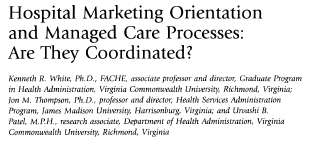 Hospital Marketing Orientation
and Managed Care Processes:
Are They Coordinated?
Kenneth R. White, Ph.D., FACHE, associate professor and director, Graduate Program
in Health Administration, Virginia Commonwealth University, Richmond, Virginia;
Jon M. Thompson, Ph.D., professor and director, Health Services Administration
Program, James Madison University, Harrisonburg, Virginia; and Urvashi B.
Patel, M.P.H., research associate, Department of Health Administration, Virginia
Commonwealth University, Richmond, Virginia